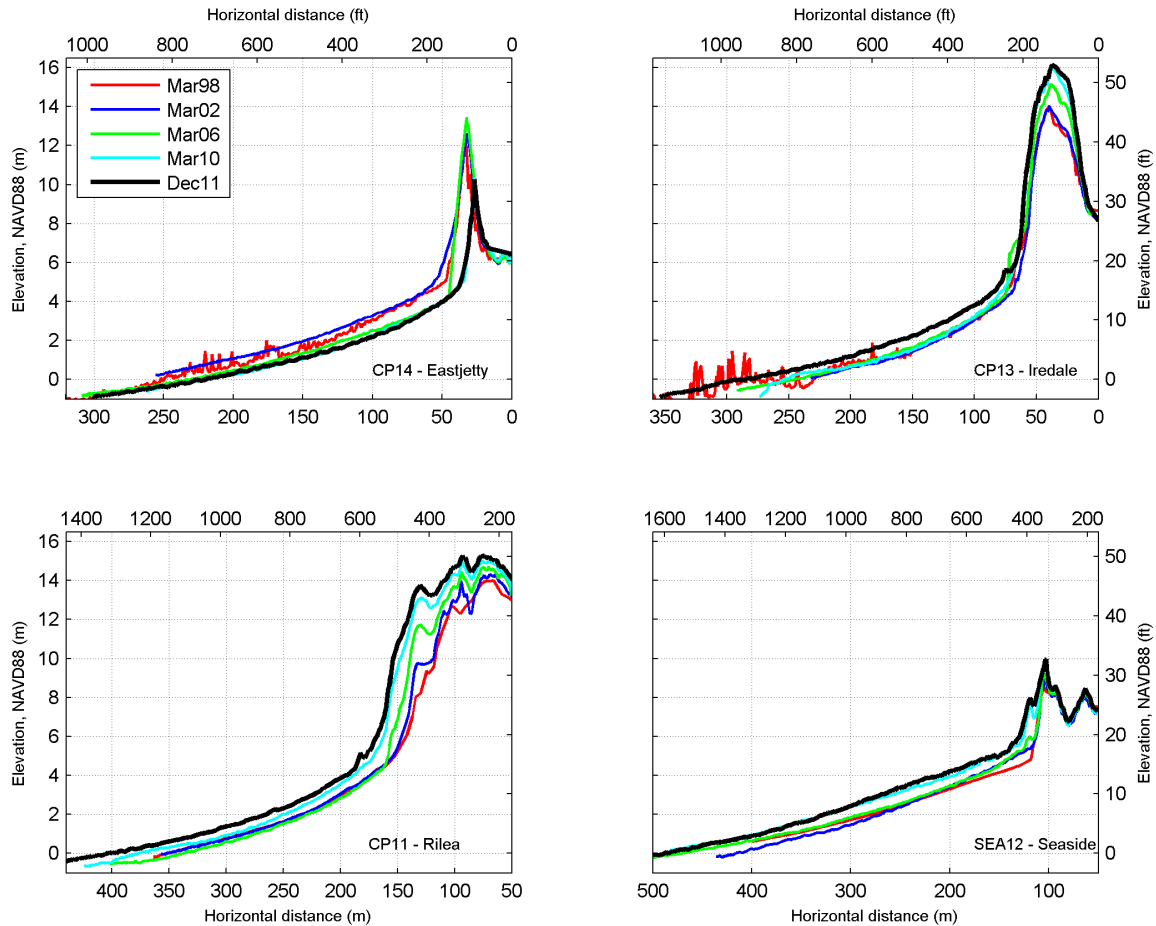 Horizontal distance (ft)
Horizontal distance (ft)
1000 800 600 400 200 0
1000 800 600 400 200 0
16
14
12
10
8
6
4
2
0
Elevation, NAVD88 (m)
Mar98
Mar02
Mar06
Mar10
Dec11
CP14 - Eastjetty
300 250 200 150 100 50 0
50
40
30
20
10
0
Elevation, NAVD88 (ft)
CP13 - Iredale
350 300 250 200 150 100 50 0
1400 1200 1000 800 600 400 200
1600 1400 1200 1000 800 600 400 200
16
14
12
10
8
6
4
2
0
Elevation, NAVD88 (m)
CP11 - Rilea
400 350 300 250 200 150 100 50
Horizontal distance (m)
50
40
30
20
10
0
Elevation, NAVD88 (ft)
SEA12 - Seaside
500 400 300 200 100
Horizontal distance (m)